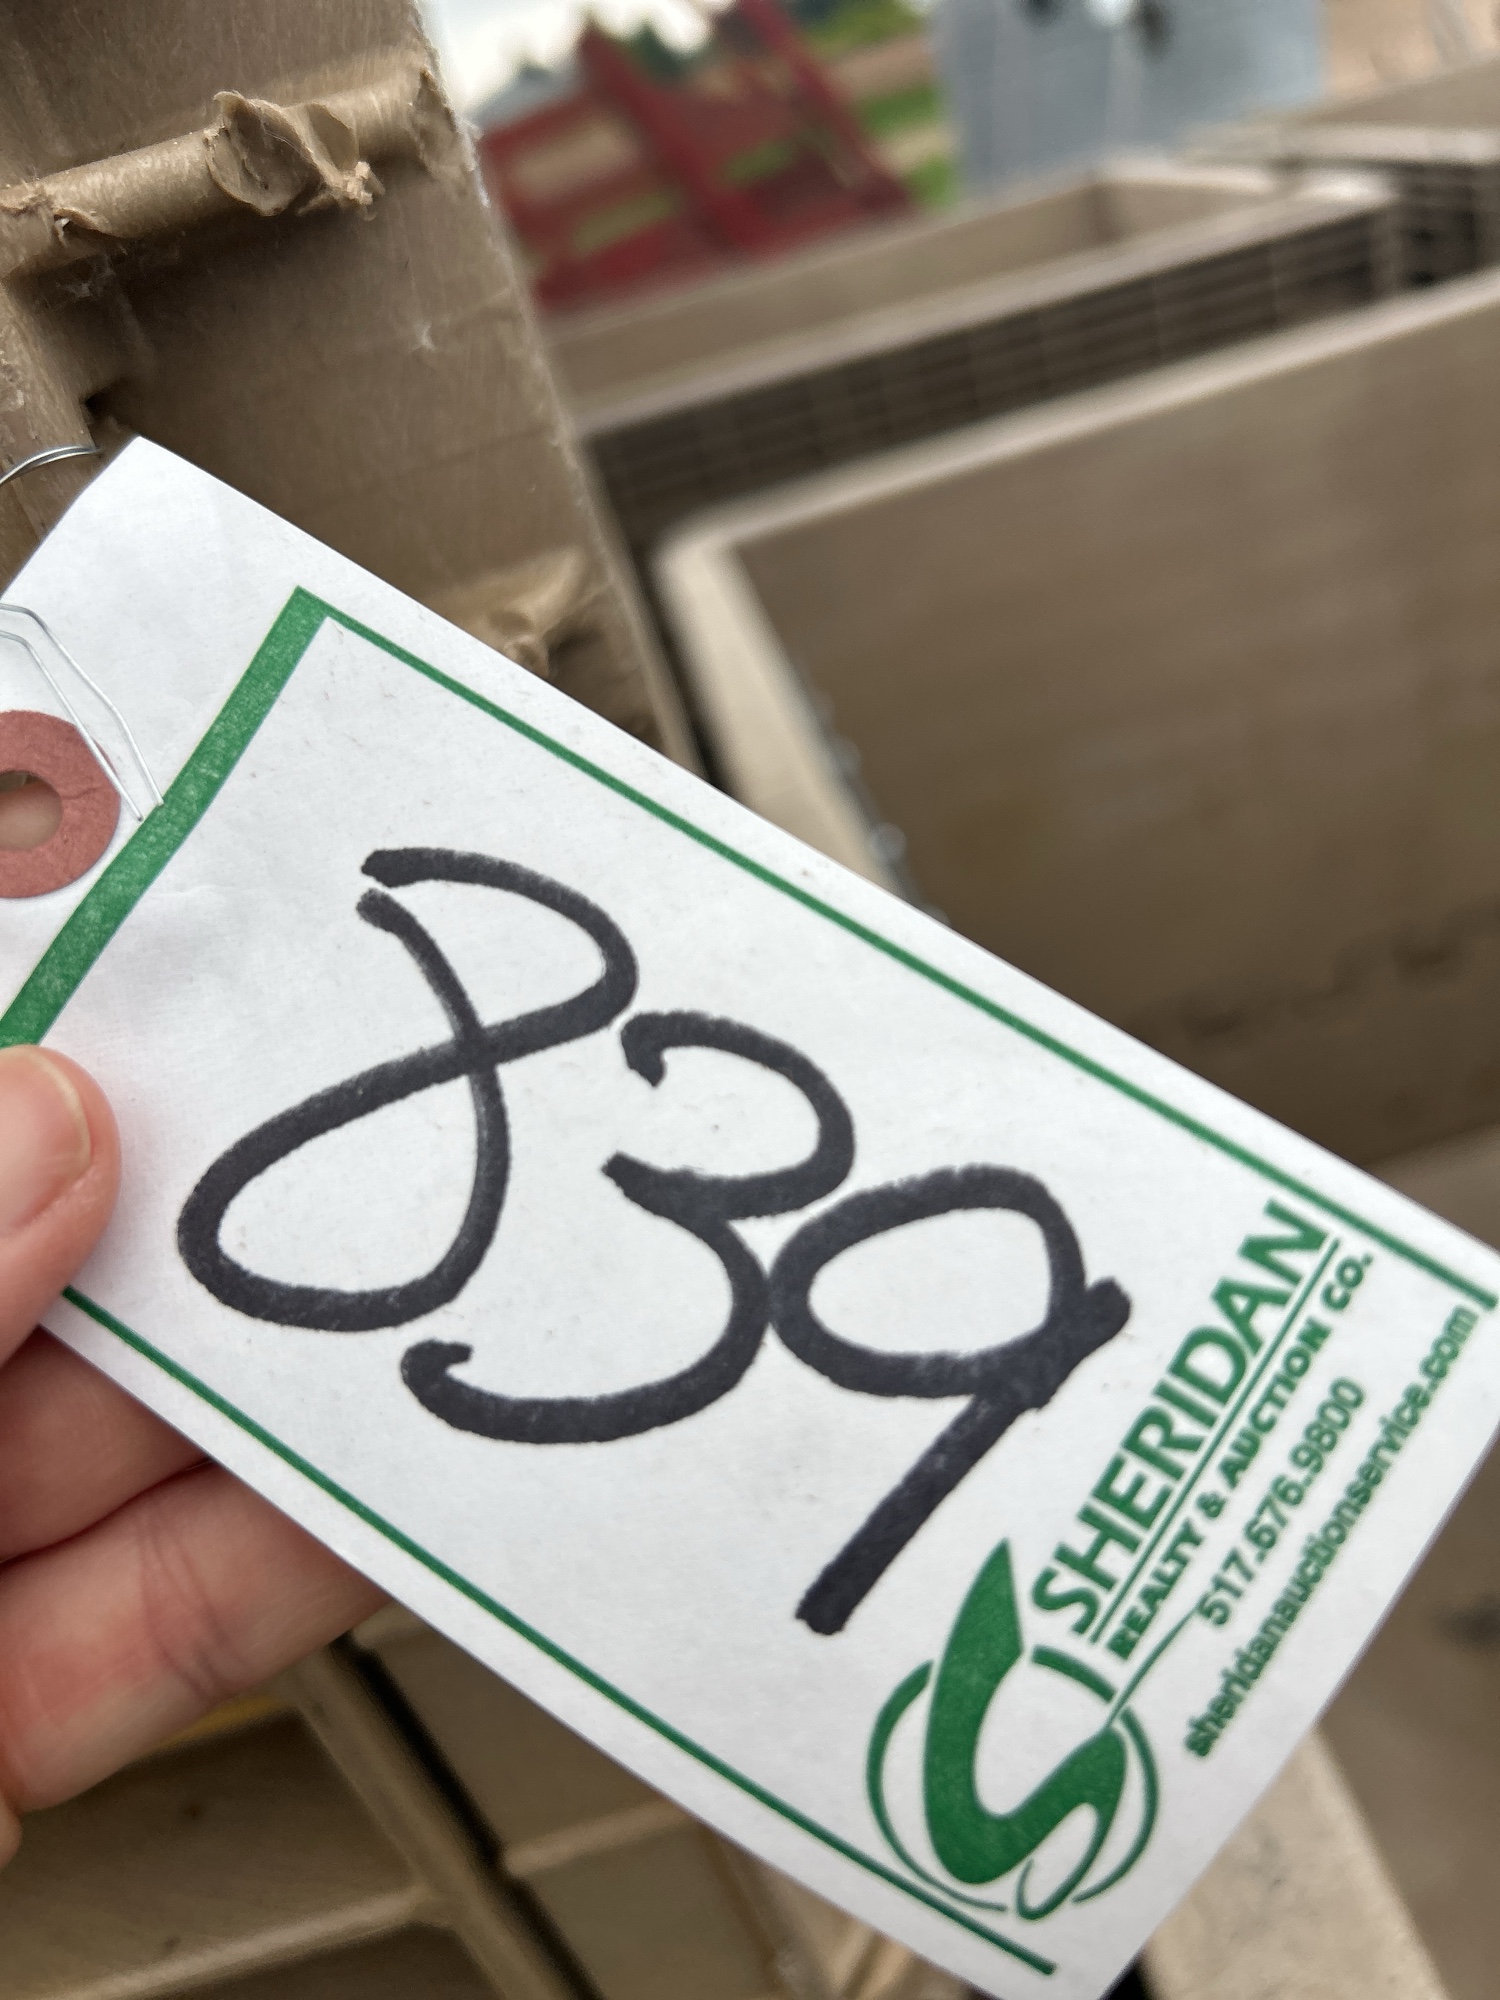 839
SHERIDAN
REALTY & AUCTION CO.
517.676.9800
sheridanauctionservice.com